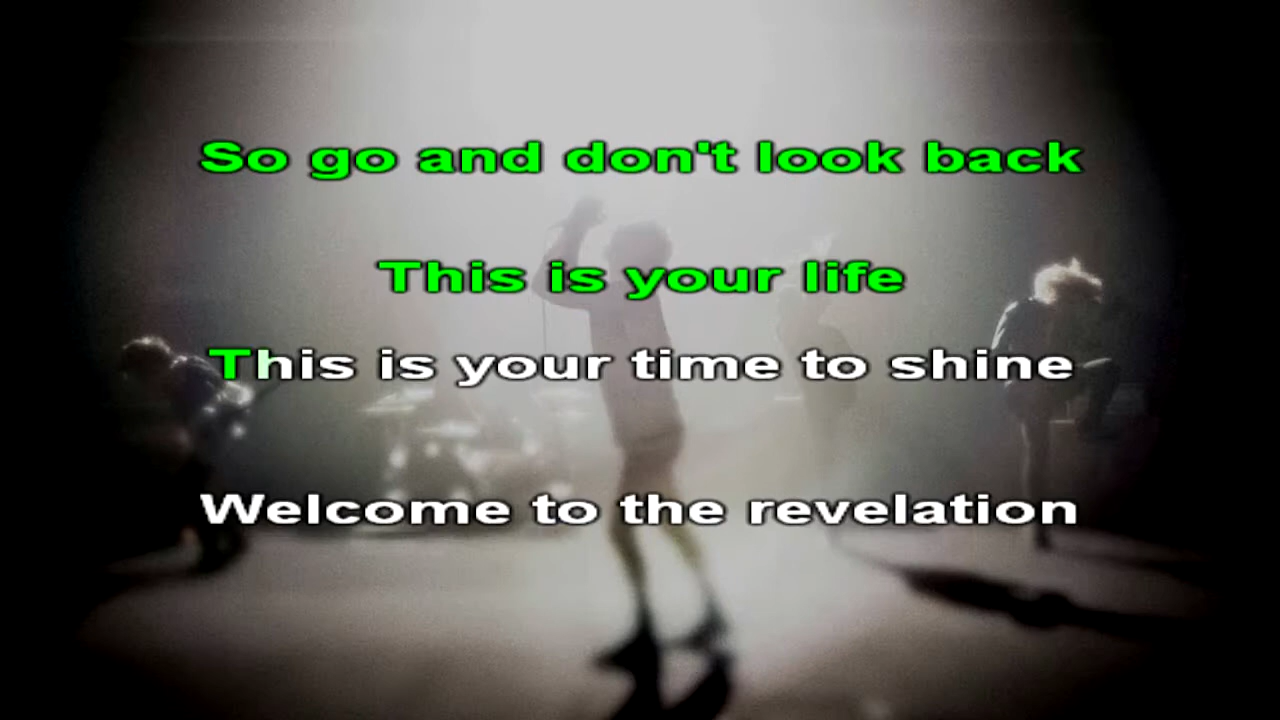 So go and don't look back
This is your life
This is your time to shine
Welcome to the revelation